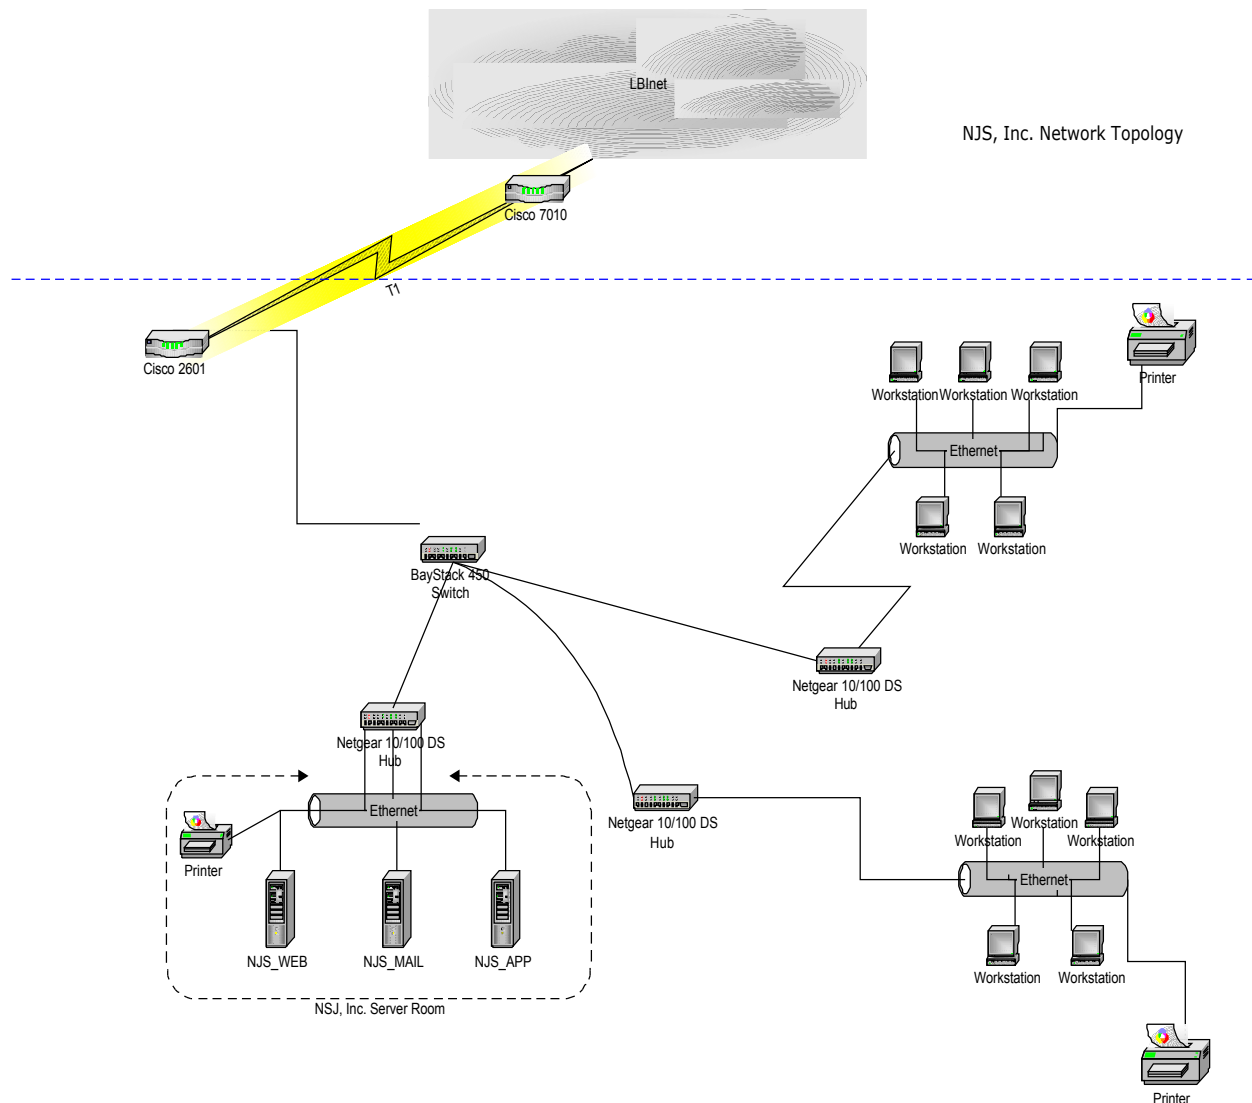 LBInet
NJS, Inc. Network Topology
Cisco 7010
T1
Cisco 2601
Printer
Workstation
Workstation
Workstation
Ethernet
Workstation
Workstation
BayStack 450
Switch
Netgear 10/100 DS
Hub
Netgear 10/100 DS
Hub
Ethernet
Printer
NJS_WEB
NJS_MAIL
NJS_APP
NSJ, Inc. Server Room
Netgear 10/100 DS
Hub
Workstation
Workstation
Workstation
Ethernet
Workstation
Workstation
Printer